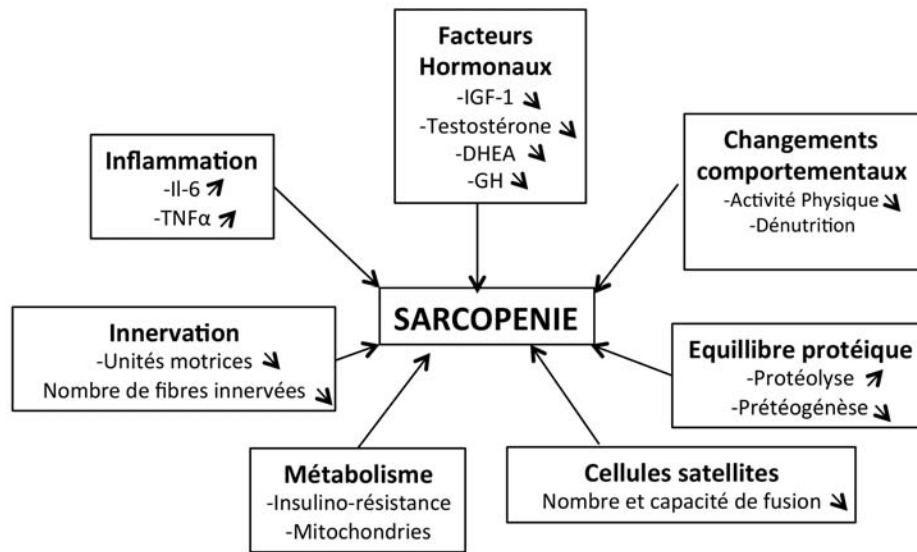 Facteurs
Hormonaux
-IGF-1
-Testostérone
-DHEA
-GH
Inflammation
-Il-6
-TNFα
Changements
comportementaux
-Activité Physique
-Dénutrition
SARCOPENIE
Innervation
-Unités motrices
Nombre de fibres innervées
Equillibre protéique
-Protéolyse
-Prétéogénèse
Métabolisme
-Insulino-résistance
-Mitochondries
Cellules satellites
Nombre et capacité de fusion